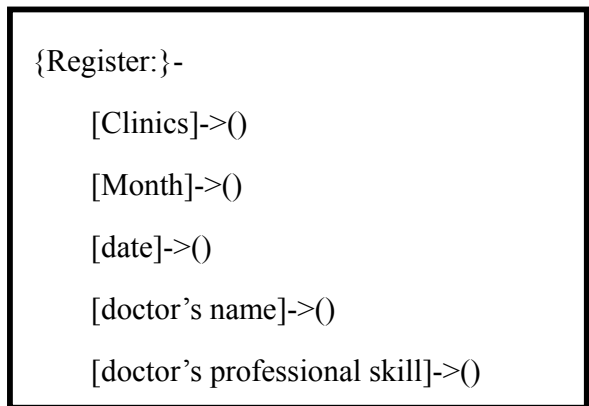 {Register:}-
[Clinics]->()
[Month]->()
[date]->()
[doctor’s name]->()
[doctor’s professional skill]->()